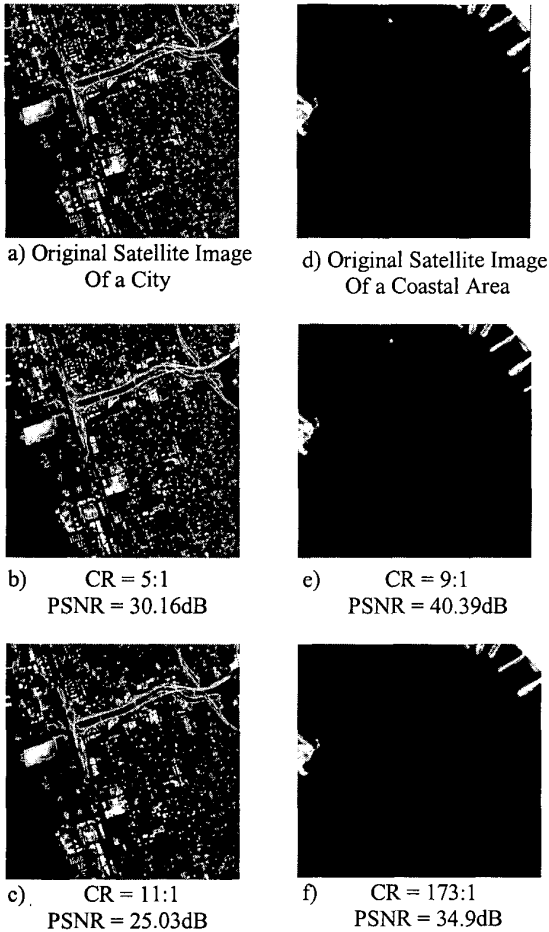 a) Original Satellite Image
Of a City
d) Original Satellite Image
Of a Coastal Area
b) CR = 5:1
PSNR = 30.16dB
e) CR = 9:1
PSNR = 40.39dB
c) CR = 11:1
PSNR = 25.03dB
f) CR = 173:1
PSNR = 34.9dB